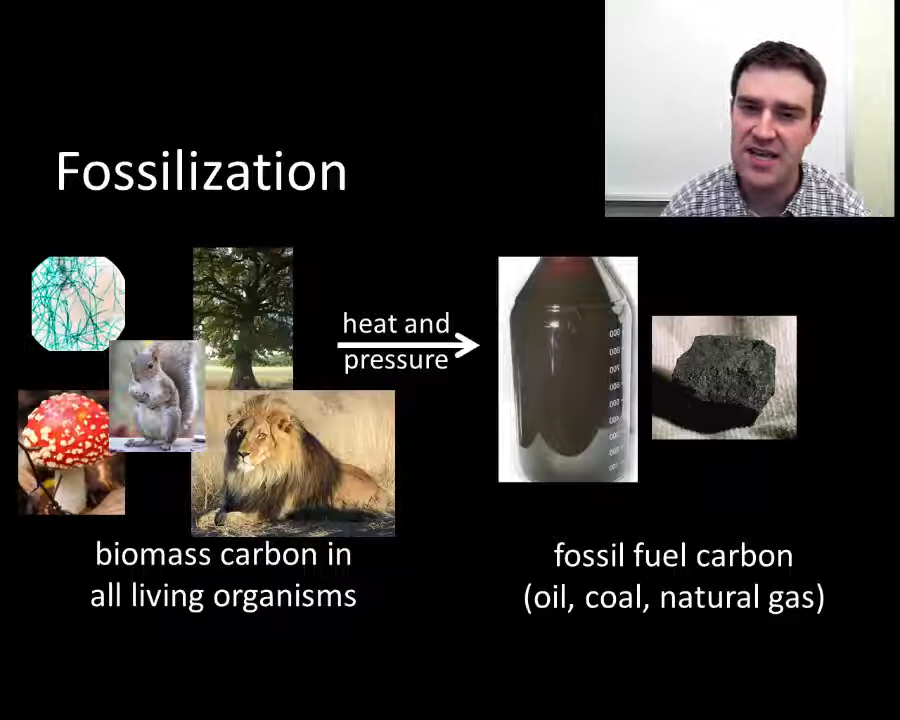 Fossilization
heat and
pressure
biomass carbon in
all living organisms
fossil fuel carbon
(oil, coal, natural gas)